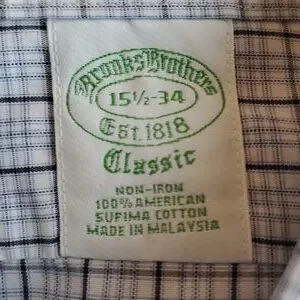 Brooks Brothers
15½-34
Est. 1818
Classic
NON-IRON
100% AMERICAN
SUPIMA COTTON
MADE IN MALAYSIA